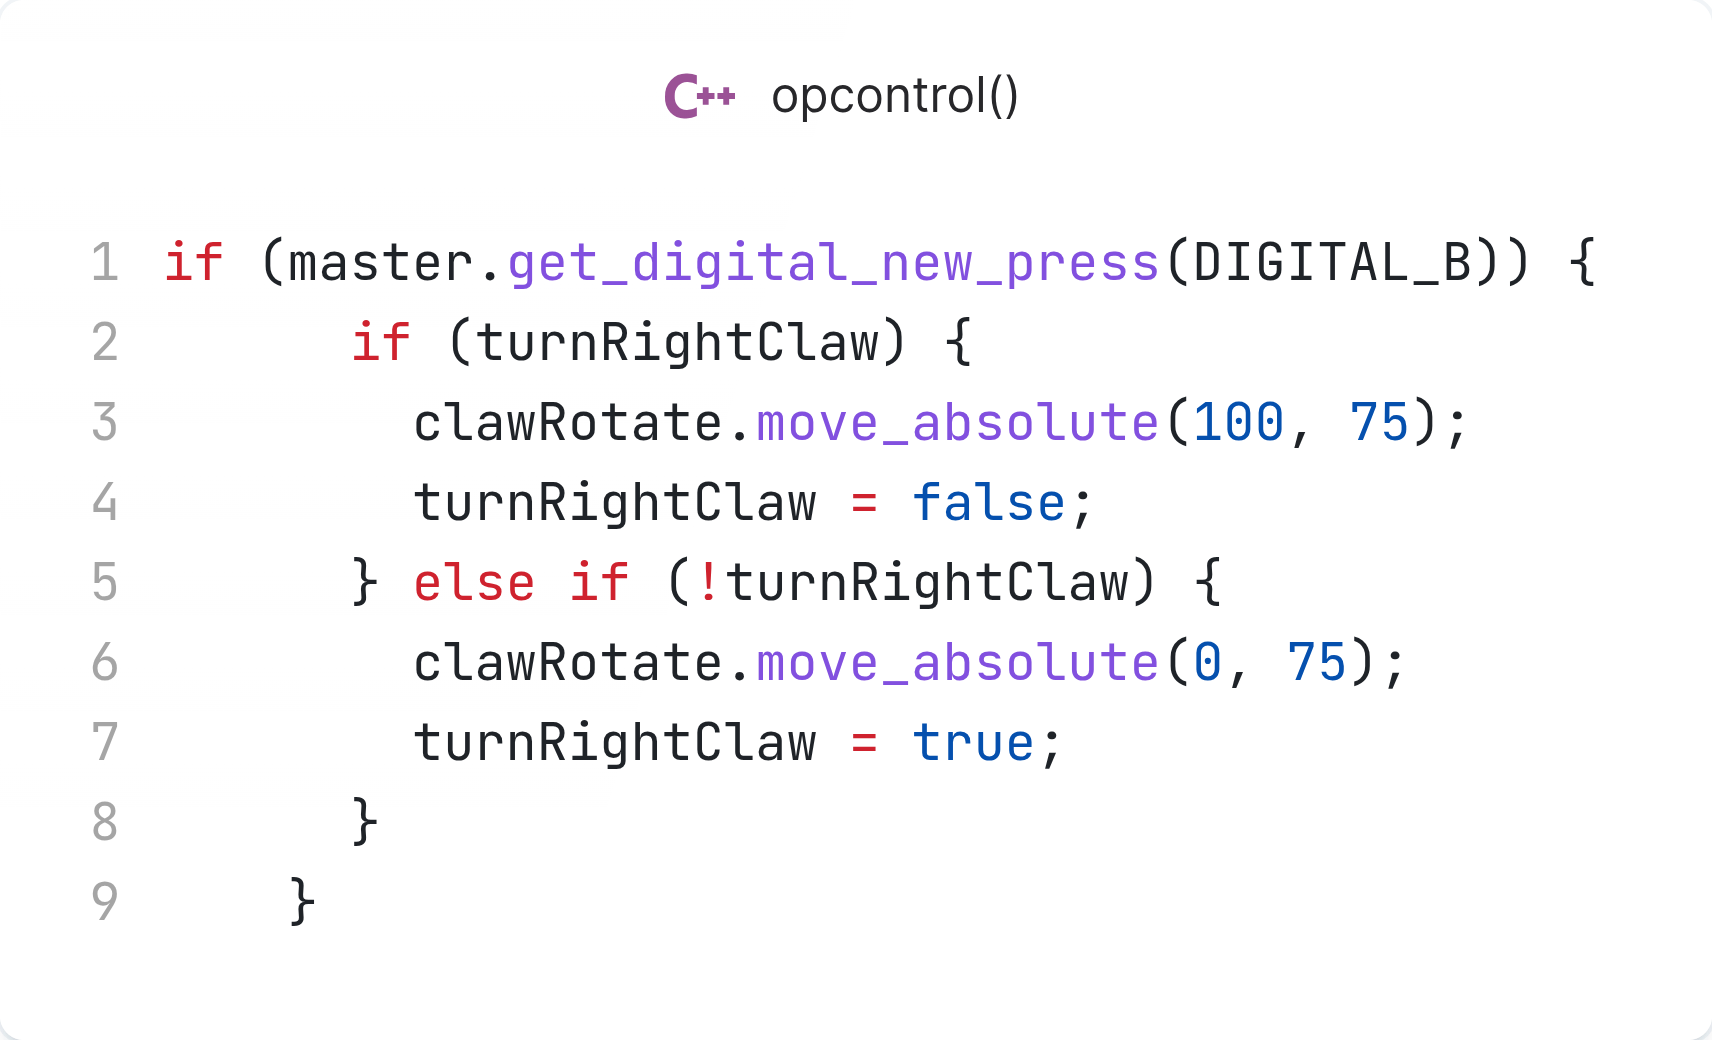 C++ opcontrol()
1 if (master.get_digital_new_press(DIGITAL_B)) {
2       if (turnRightClaw) {
3         clawRotate.move_absolute(100, 75);
4         turnRightClaw = false;
5       } else if (!turnRightClaw) {
6         clawRotate.move_absolute(0, 75);
7         turnRightClaw = true;
8       }
9     }